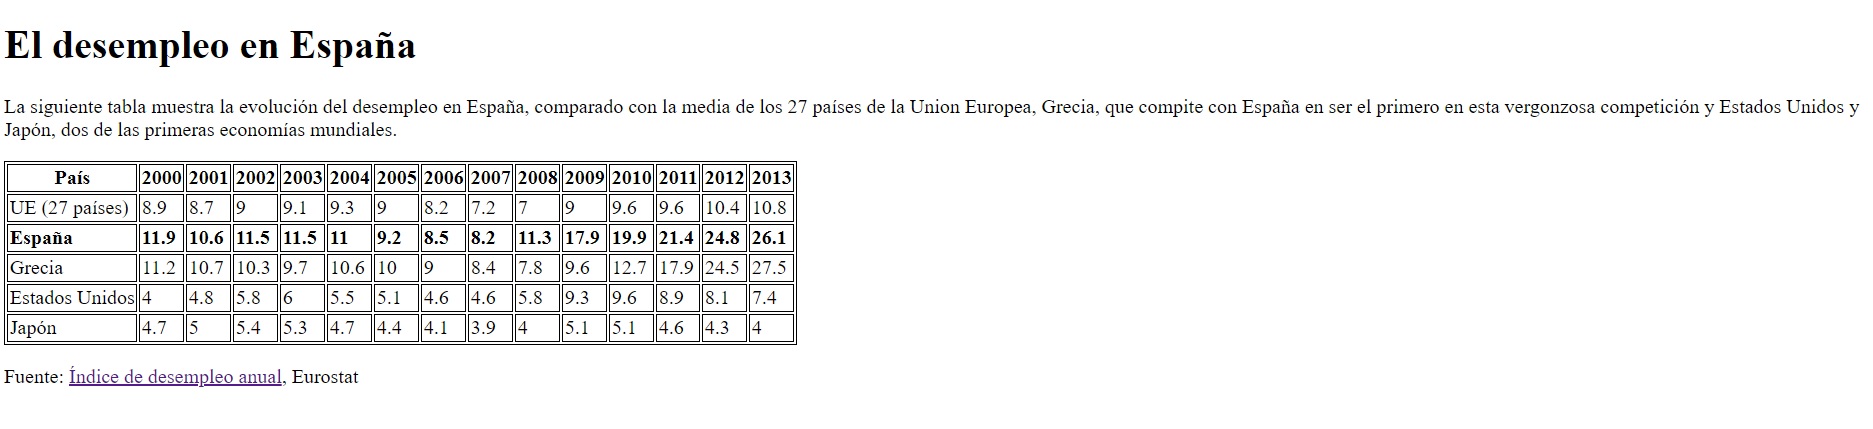 El desempleo en España
La siguiente tabla muestra la evolución del desempleo en España, comparado con la media de los 27 países de la Union Europea, Grecia, que compite con España en ser el primero en esta vergonzosa competición y Estados Unidos y
Japón, dos de las primeras economías mundiales.
País 2000 2001 2002 2003 2004 2005 2006 2007 2008 2009 2010 2011 2012 2013
UE (27 países) 8.9 8.7 9 9.1 9.3 9 8.2 7.2 7 9 9.6 9.6 10.4 10.8
España 11.9 10.6 11.5 11.5 11 9.2 8.5 8.2 11.3 17.9 19.9 21.4 24.8 26.1
Grecia 11.2 10.7 10.3 9.7 10.6 10 9 8.4 7.8 9.6 12.7 17.9 24.5 27.5
Estados Unidos 4 4.8 5.8 6 5.5 5.1 4.6 4.6 5.8 9.3 9.6 8.9 8.1 7.4
Japón 4.7 5 5.4 5.3 4.7 4.4 4.1 3.9 4 5.1 5.1 4.6 4.3 4
Fuente: Índice de desempleo anual, Eurostat